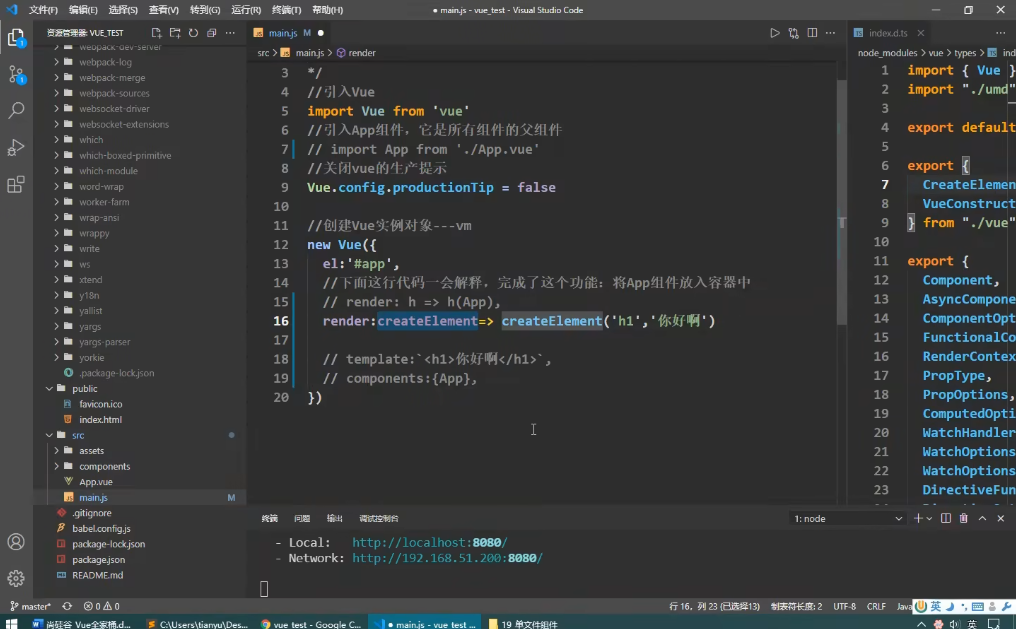 文件(F) 编辑(E) 选择(S) 查看(V) 转到(G) 运行(R) 终端(T) 帮助(H) ● main.js - vue_test - Visual Studio Code
资源管理器: VUE_TEST
webpack-dev-server
webpack-log
webpack-merge
webpack-sources
websocket-driver
websocket-extensions
which
which-boxed-primitive
which-module
word-wrap
worker-farm
wrap-ansi
wrappy
write
ws
xtend
y18n
yallist
yargs
yargs-parser
yorkie
.package-lock.json
public
favicon.ico
index.html
src
assets
components
App.vue
main.js M
.gitignore
babel.config.js
package-lock.json
package.json
README.md
main.js M ●
src > main.js > render
3 */
4 //引入Vue
5 import Vue from 'vue'
6 //引入App组件，它是所有组件的父组件
7 // import App from './App.vue'
8 //关闭vue的生产提示
9 Vue.config.productionTip = false
10
11 //创建Vue实例对象---vm
12 new Vue({
13 el:'#app',
14 //下面这行代码一会解释，完成了这个功能：将App组件放入容器中
15 // render: h => h(App),
16 render:createElement=> createElement('h1','你好啊')
17
18 // template:`<h1>你好啊</h1>`,
19 // components:{App},
20 })
index.d.ts
node_modules > vue > types > ind
1 import { Vue }
2 import "./umd"
3
4 export default
5
6 export {
7 CreateElemen
8 VueConstruct
9 } from "./vue"
10
11 export {
12 Component,
13 AsyncCompone
14 ComponentOpt
15 FunctionalCo
16 RenderContex
17 PropType,
18 PropOptions,
19 ComputedOpti
20 WatchHandler
21 WatchOptions
22 WatchOptions
23 DirectiveFun
终端 问题 输出 调试控制台 1: node
- Local: http://localhost:8080/
- Network: http://192.168.51.200:8080/
master* 0 0 行 16，列 23 (已选择13) 制表符长度: 2 UTF-8 CRLF Java 英
尚硅谷 Vue全家桶.d... C:\Users\tianyu\Des... vue test - Google C... ● main.js - vue_test ... 19 单文件组件 英